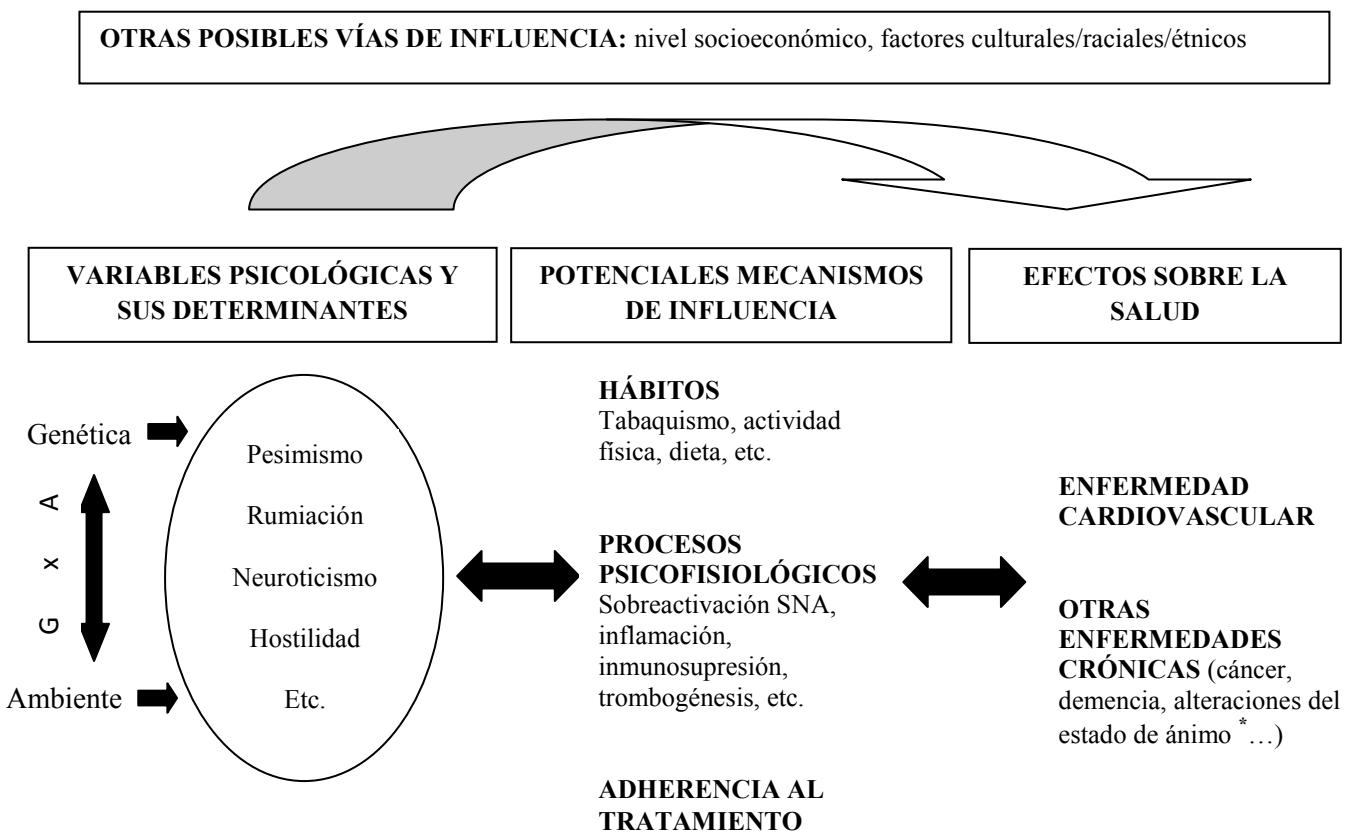 OTRAS POSIBLES VÍAS DE INFLUENCIA: nivel socioeconómico, factores culturales/raciales/étnicos
VARIABLES PSICOLÓGICAS Y
SUS DETERMINANTES
POTENCIALES MECANISMOS
DE INFLUENCIA
EFECTOS SOBRE LA
SALUD
Genética
G x A
Ambiente
Pesimismo
Rumiación
Neuroticismo
Hostilidad
Etc.
HÁBITOS
Tabaquismo, actividad
física, dieta, etc.
PROCESOS
PSICOFISIOLÓGICOS
Sobreactivación SNA,
inflamación,
inmunosupresión,
trombogénesis, etc.
ADHERENCIA AL
TRATAMIENTO
ENFERMEDAD
CARDIOVASCULAR
OTRAS
ENFERMEDADES
CRÓNICAS (cáncer,
demencia, alteraciones del
estado de ánimo *…)